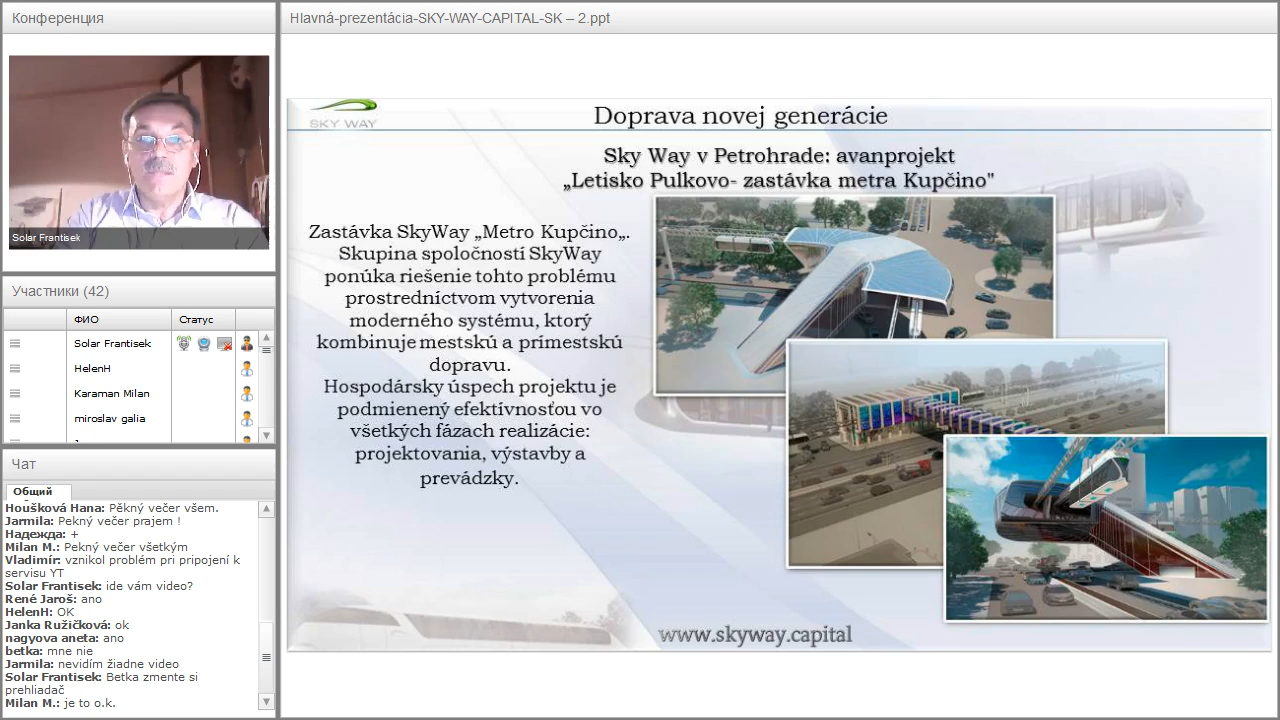 Конференция
Solar Frantisek
Участники (42)
ФИО
Статус
Solar Frantisek
HelenH
Karaman Milan
miroslav galia
Чат
Общий
Houšková Hana: Pěkný večer všem.
Jarmila: Pekný večer prajem !
Надежда: +
Milan M.: Pekný večer všetkým
Vladimír: vznikol problém pri pripojení k
servisu YT
Solar Frantisek: ide vám video?
René Jaroš: ano
HelenH: OK
Janka Ružičková: ok
nagyova aneta: ano
betka: mne nie
Jarmila: nevidím žiadne video
Solar Frantisek: Betka zmente si
prehliadač
Milan M.: je to o.k.
Hlavná-prezentácia-SKY-WAY-CAPITAL-SK – 2.ppt
SKY WAY
Doprava novej generácie
Sky Way v Petrohrade: avanprojekt
„Letisko Pulkovo- zastávka metra Kupčino"
Zastávka SkyWay „Metro Kupčino„.
Skupina spoločností SkyWay
ponúka riešenie tohto problému
prostredníctvom vytvorenia
moderného systému, ktorý
kombinuje mestskú a prímestskú
dopravu.
Hospodársky úspech projektu je
podmienený efektívnosťou vo
všetkých fázach realizácie:
projektovania, výstavby a
prevádzky.
www.skyway.capital